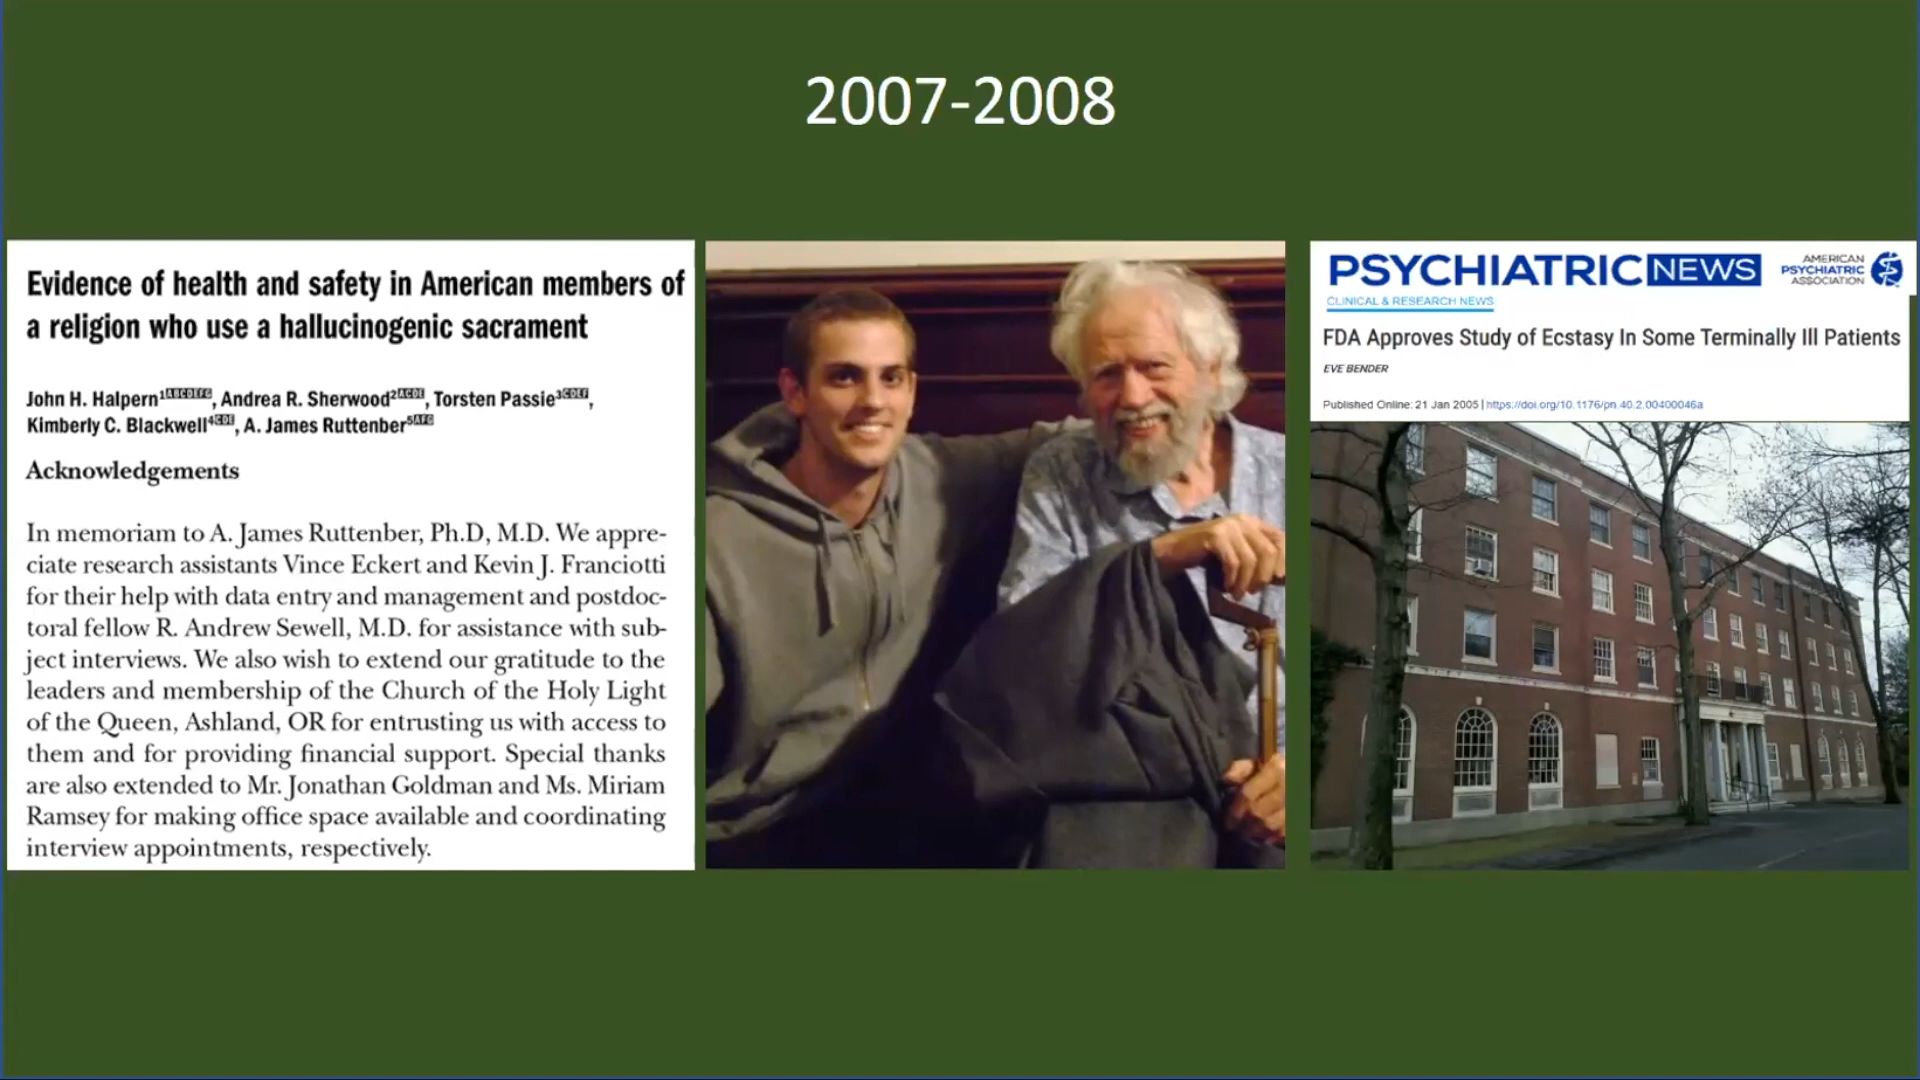 2007-2008
Evidence of health and safety in American members of
a religion who use a hallucinogenic sacrament
John H. Halpern¹ABCDEFG, Andrea R. Sherwood²ACDE, Torsten Passie³CDEF,
Kimberly C. Blackwell⁴CDE, A. James Ruttenber⁵AFG
Acknowledgements
In memoriam to A. James Ruttenber, Ph.D, M.D. We appre-
ciate research assistants Vince Eckert and Kevin J. Franciotti
for their help with data entry and management and postdoc-
toral fellow R. Andrew Sewell, M.D. for assistance with sub-
ject interviews. We also wish to extend our gratitude to the
leaders and membership of the Church of the Holy Light
of the Queen, Ashland, OR for entrusting us with access to
them and for providing financial support. Special thanks
are also extended to Mr. Jonathan Goldman and Ms. Miriam
Ramsey for making office space available and coordinating
interview appointments, respectively.
PSYCHIATRIC NEWS
AMERICAN
PSYCHIATRIC
ASSOCIATION
CLINICAL & RESEARCH NEWS
FDA Approves Study of Ecstasy In Some Terminally Ill Patients
EVE BENDER
Published Online: 21 Jan 2005 | https://doi.org/10.1176/pn.40.2.00400046a